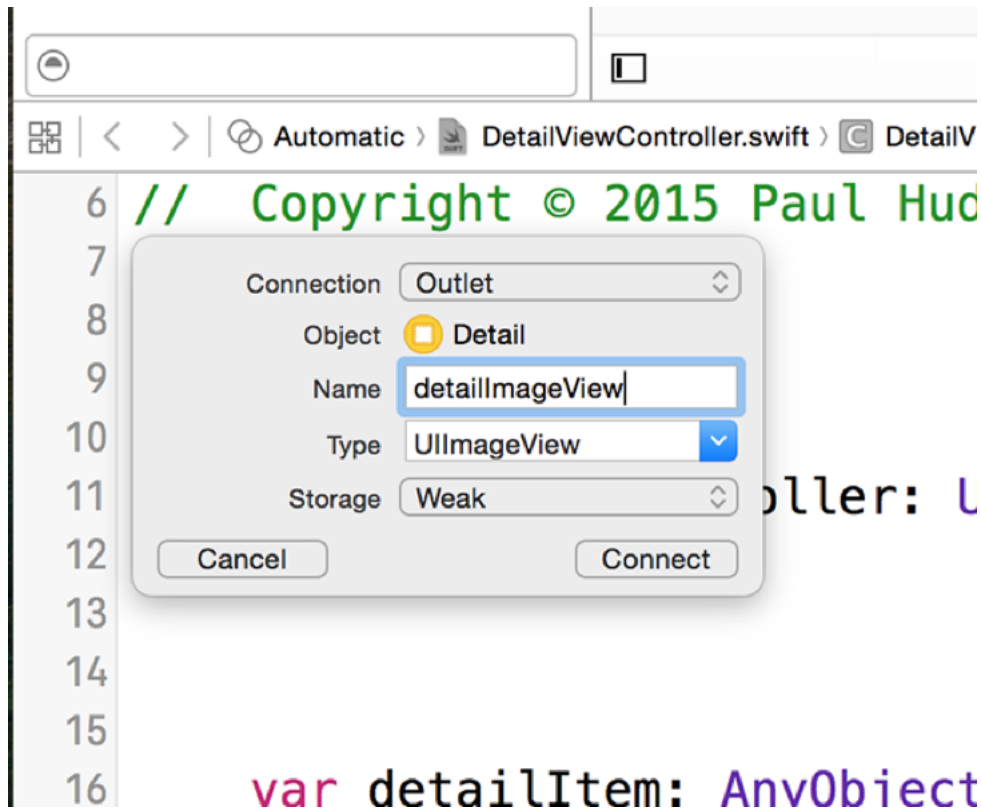 Automatic 〉 DetailViewController.swift 〉 C DetailV
6 //  Copyright © 2015 Paul Hud
7
Connection Outlet
8
Object Detail
9
Name detailImageView
10
Type UIImageView
11
oller: U
Storage Weak
12
Cancel Connect
13
14
15
16 var detailItem: AnyObject